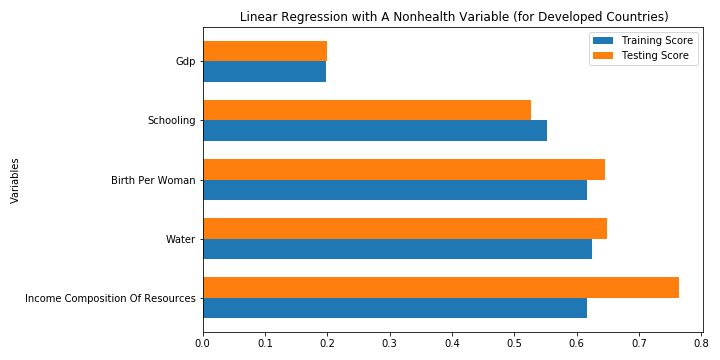 Linear Regression with A Nonhealth Variable (for Developed Countries)
Training Score
Testing Score
Variables
Gdp
Schooling
Birth Per Woman
Water
Income Composition Of Resources
0.0 0.1 0.2 0.3 0.4 0.5 0.6 0.7 0.8